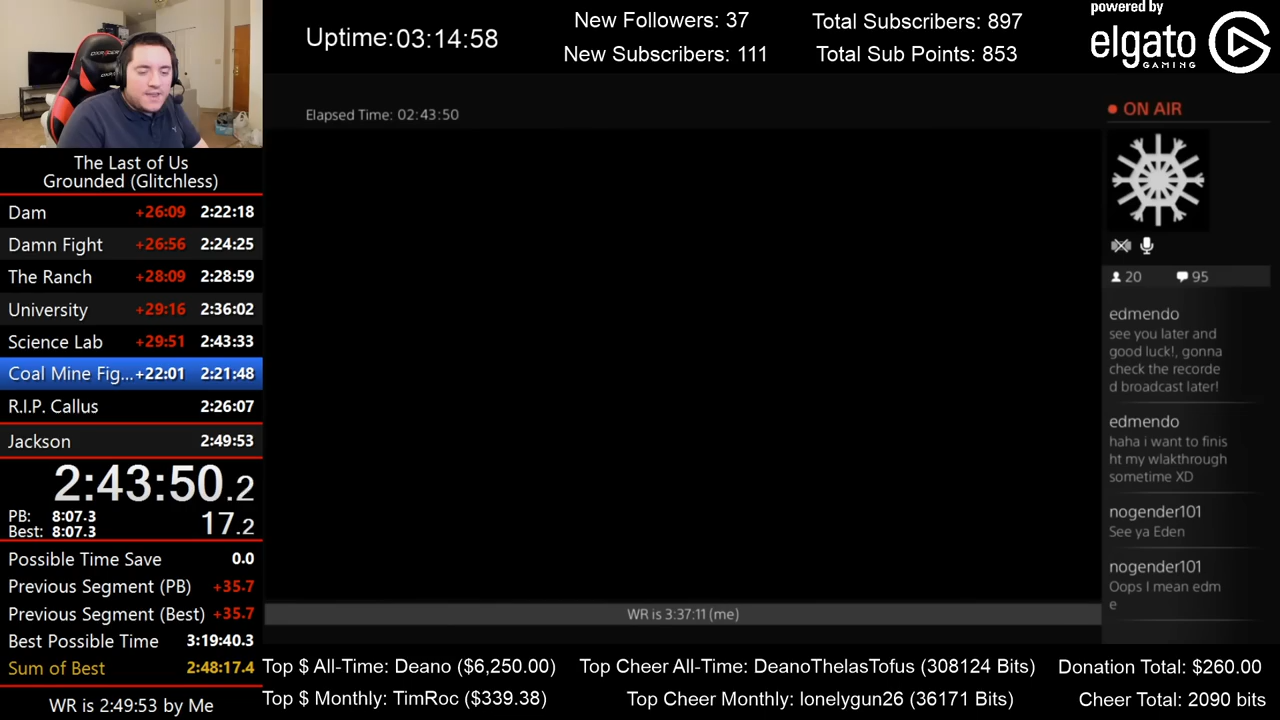 Uptime: 03:14:58
New Followers: 37
New Subscribers: 111
Total Subscribers: 897
Total Sub Points: 853
powered by
elgato
GAMING
The Last of Us
Grounded (Glitchless)
Dam +26:09 2:22:18
Damn Fight +26:56 2:24:25
The Ranch +28:09 2:28:59
University +29:16 2:36:02
Science Lab +29:51 2:43:33
Coal Mine Fig... +22:01 2:21:48
R.I.P. Callus 2:26:07
Jackson 2:49:53
2:43:50.2
PB: 8:07.3
Best: 8:07.3
17.2
Possible Time Save 0.0
Previous Segment (PB) +35.7
Previous Segment (Best) +35.7
Best Possible Time 3:19:40.3
Sum of Best 2:48:17.4
WR is 2:49:53 by Me
Elapsed Time: 02:43:50
WR is 3:37:11 (me)
ON AIR
20 95
edmendo
see you later and
good luck!, gonna
check the recorde
d broadcast later!
edmendo
haha i want to finis
ht my wlakthrough
sometime XD
nogender101
See ya Eden
nogender101
Oops I mean edm
e
Top $ All-Time: Deano ($6,250.00)
Top Cheer All-Time: DeanoThelasTofus (308124 Bits)
Donation Total: $260.00
Top $ Monthly: TimRoc ($339.38)
Top Cheer Monthly: lonelygun26 (36171 Bits)
Cheer Total: 2090 bits